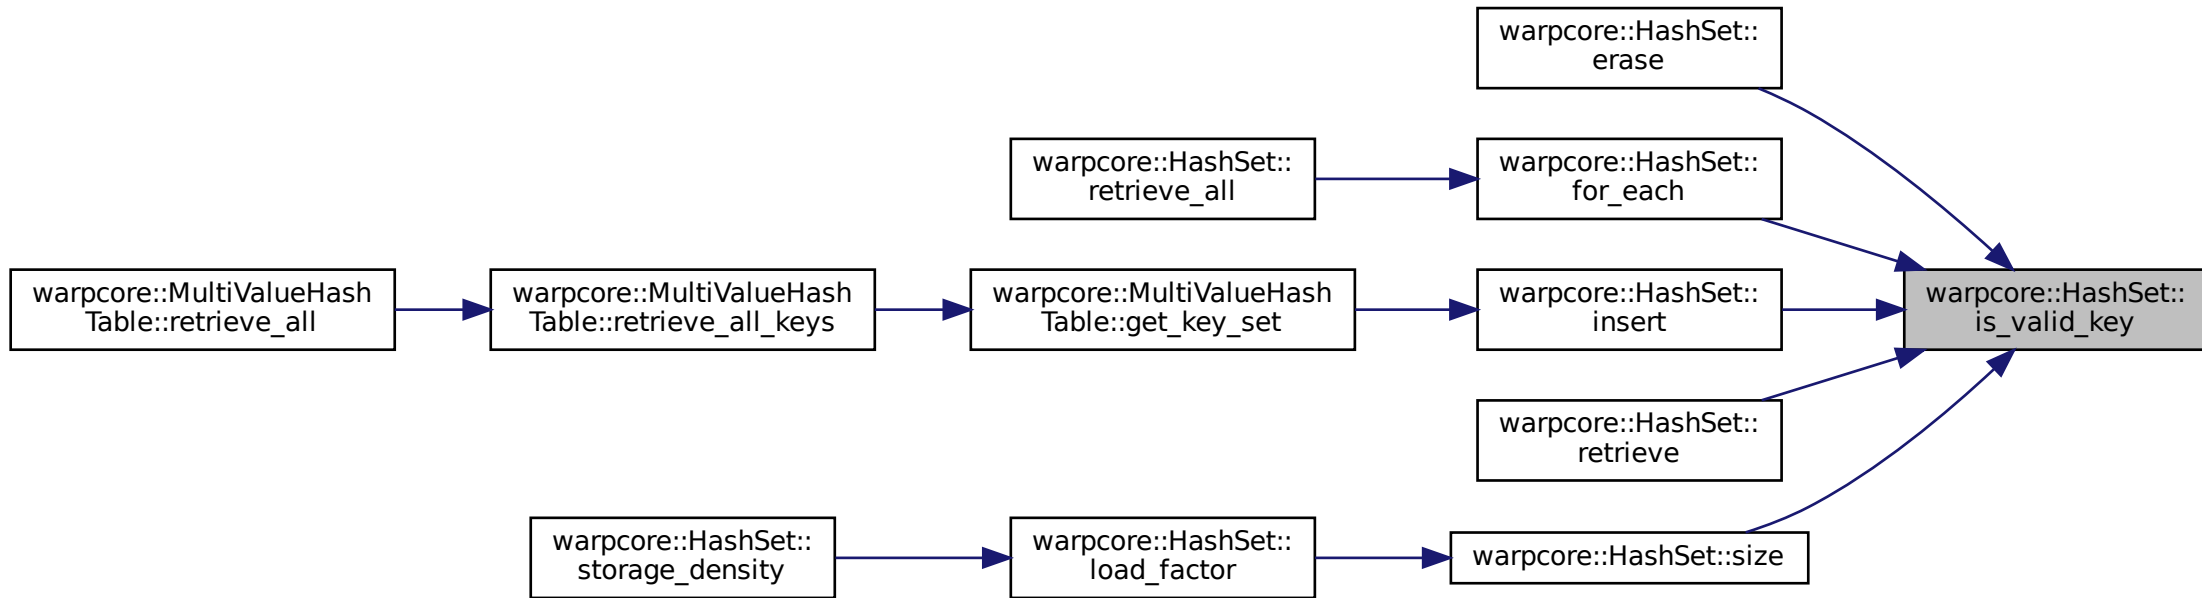 warpcore::HashSet::
erase
warpcore::HashSet::
retrieve_all
warpcore::HashSet::
for_each
warpcore::MultiValueHash
Table::retrieve_all
warpcore::MultiValueHash
Table::retrieve_all_keys
warpcore::MultiValueHash
Table::get_key_set
warpcore::HashSet::
insert
warpcore::HashSet::
is_valid_key
warpcore::HashSet::
retrieve
warpcore::HashSet::
storage_density
warpcore::HashSet::
load_factor
warpcore::HashSet::size